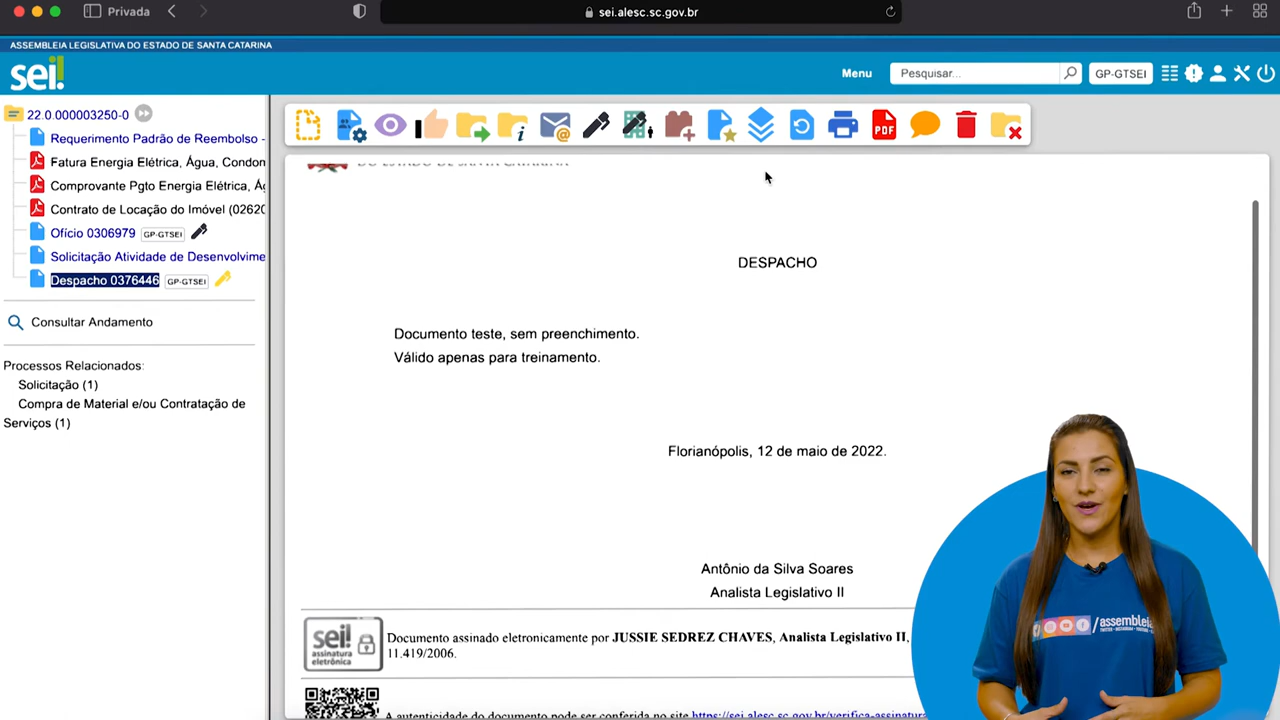 Privada
sei.alesc.sc.gov.br
ASSEMBLEIA LEGISLATIVA DO ESTADO DE SANTA CATARINA
sei!
Menu
Pesquisar...
GP-GTSEI
22.0.000003250-0
Requerimento Padrão de Reembolso -
Fatura Energia Elétrica, Água, Condon
Comprovante Pgto Energia Elétrica, Ág
Contrato de Locação do Imóvel (02620
Ofício 0306979 GP-GTSEI
Solicitação Atividade de Desenvolvime
Despacho 0376446 GP-GTSEI
Consultar Andamento
Processos Relacionados:
Solicitação (1)
Compra de Material e/ou Contratação de
Serviços (1)
PDF
DO ESTADO DE SANTA CATARINA
DESPACHO
Documento teste, sem preenchimento.
Válido apenas para treinamento.
Florianópolis, 12 de maio de 2022.
Antônio da Silva Soares
Analista Legislativo II
sei!
assinatura
eletrônica
Documento assinado eletronicamente por JUSSIE SEDREZ CHAVES, Analista Legislativo II,
11.419/2006.
A autenticidade do documento pode ser conferida no site https://sei.alesc.sc.gov.br/verifica-assinatura
/assembleia